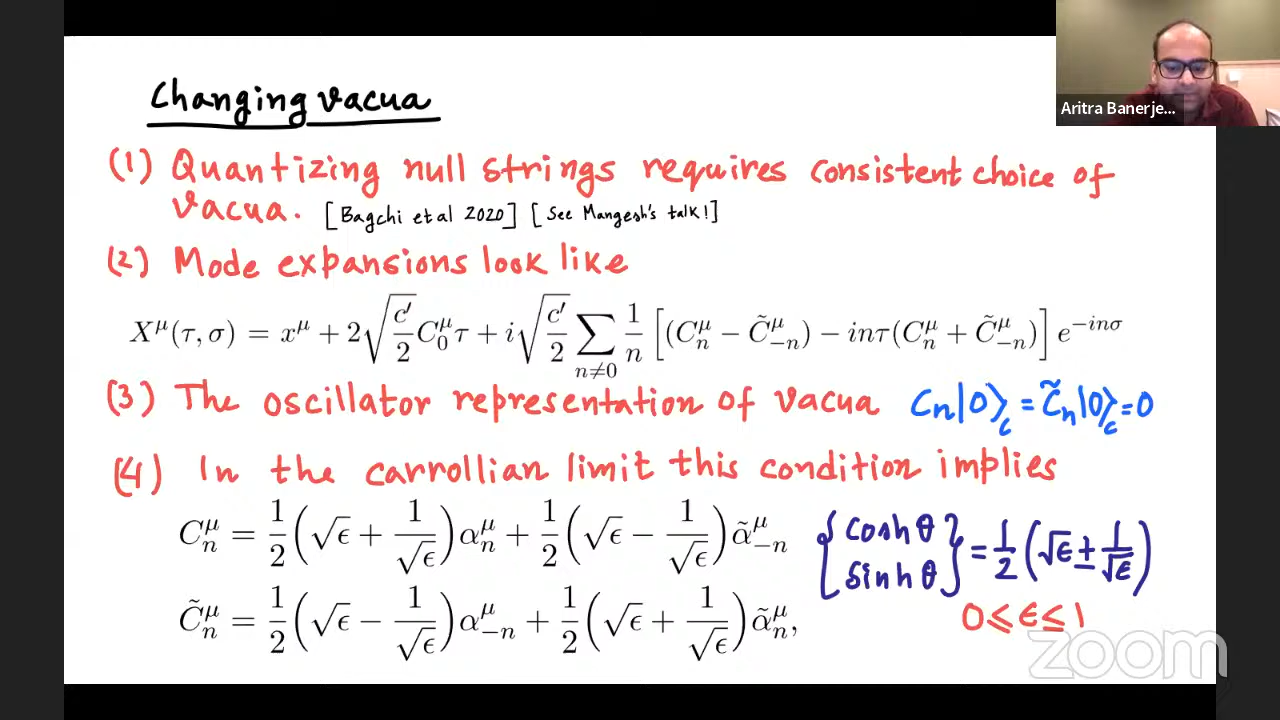 Changing vacua
Aritra Banerje...
(1) Quantizing null strings requires consistent choice of
vacua. [Bagchi et al 2020] [See Mangesh's talk!]
(2) Mode expansions look like
X^μ(τ, σ) = x^μ + 2√(c′/2) C_0^μ τ + i√(c′/2) ∑_{n≠0} 1/n [(C_n^μ − C̃_{−n}^μ) − inτ(C_n^μ + C̃_{−n}^μ)] e^{−inσ}
(3) The oscillator representation of vacua C_n|0⟩_c = C̃_n|0⟩_c = 0
(4) In the carrollian limit this condition implies
C_n^μ = 1/2(√ϵ + 1/√ϵ)α_n^μ + 1/2(√ϵ − 1/√ϵ)α̃_{−n}^μ
{cosh θ sinh θ} = 1/2(√ϵ ± 1/√ϵ)
C̃_n^μ = 1/2(√ϵ − 1/√ϵ)α_{−n}^μ + 1/2(√ϵ + 1/√ϵ)α̃_n^μ,
0 ≤ ϵ ≤ 1
zoom